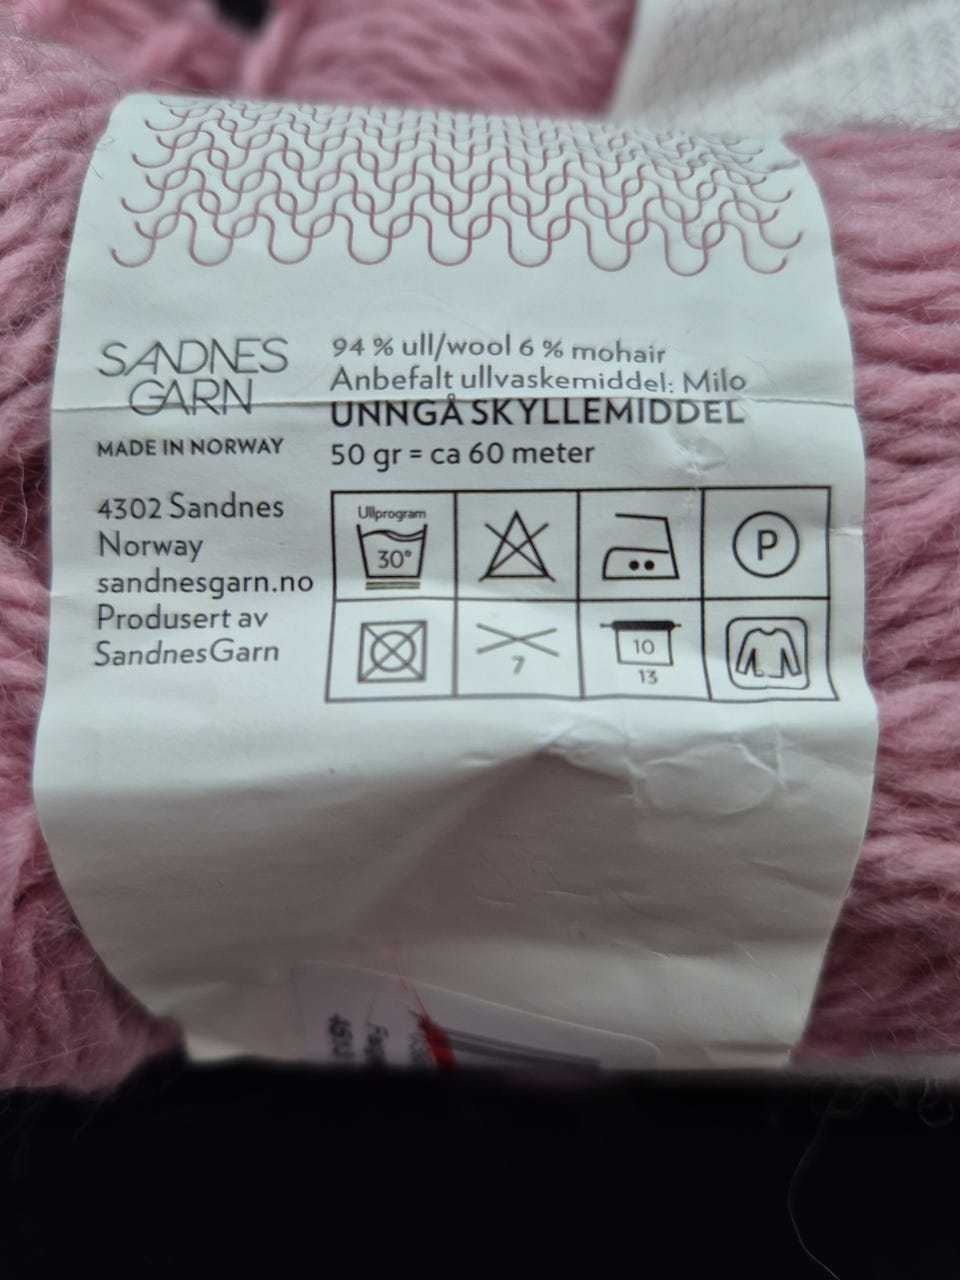 SANDNES
GARN
MADE IN NORWAY
4302 Sandnes
Norway
sandnesgarn.no
Produsert av
SandnesGarn
94 % ull/wool 6 % mohair
Anbefalt ullvaskemiddel: Milo
UNNGÅ SKYLLEMIDDEL
50 gr = ca 60 meter
Ullprogram
30°
P
7
10
13